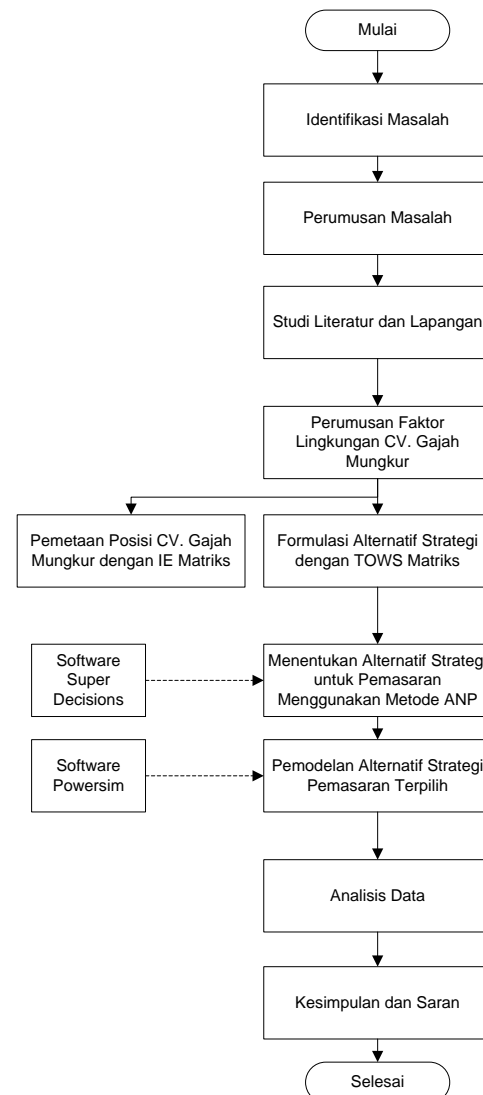 Mulai
Identifikasi Masalah
Perumusan Masalah
Studi Literatur dan Lapangan
Perumusan Faktor
Lingkungan CV. Gajah
Mungkur
Pemetaan Posisi CV. Gajah
Mungkur dengan IE Matriks
Formulasi Alternatif Strategi
dengan TOWS Matriks
Software
Super
Decisions
Menentukan Alternatif Strategi
untuk Pemasaran
Menggunakan Metode ANP
Software
Powersim
Pemodelan Alternatif Strategi
Pemasaran Terpilih
Analisis Data
Kesimpulan dan Saran
Selesai